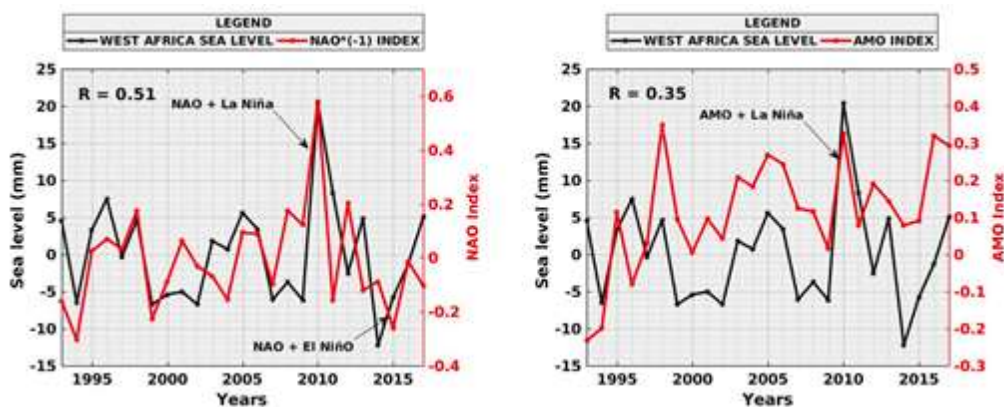 LEGEND
WEST AFRICA SEA LEVEL NAO*(-1) INDEX
R = 0.51
NAO + La Niña
NAO + El NiñO
25
20
15
10
5
0
-5
-10
-15
Sea level (mm)
0.6
0.4
0.2
0
-0.2
-0.4
NAO Index
1995 2000 2005 2010 2015
Years
LEGEND
WEST AFRICA SEA LEVEL AMO INDEX
R = 0.35
AMO + La Niña
25
20
15
10
5
0
-5
-10
-15
Sea level (mm)
0.5
0.4
0.3
0.2
0.1
0
-0.1
-0.2
-0.3
AMO Index
1995 2000 2005 2010 2015
Years